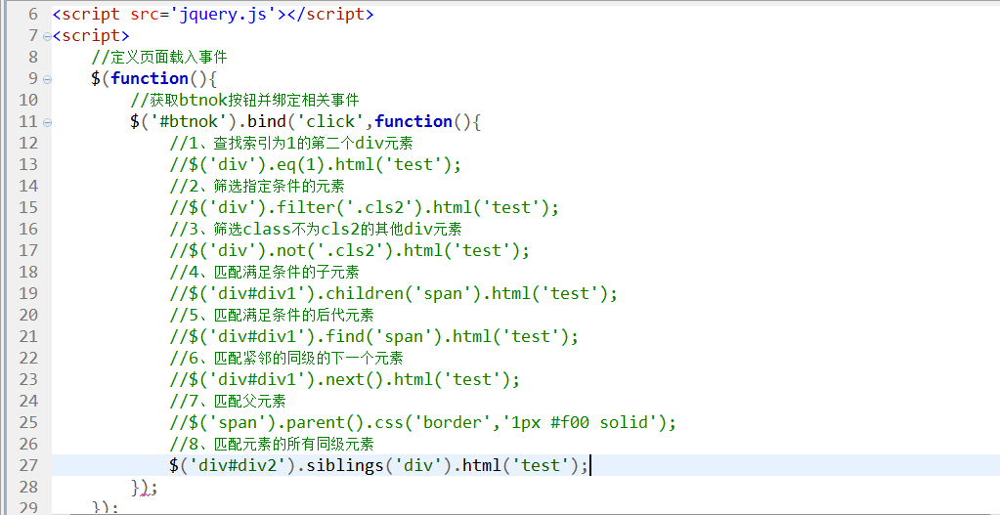 6 <script src='jquery.js'></script>
7 <script>
8 //定义页面载入事件
9 $(function(){
10 //获取btnok按钮并绑定相关事件
11 $('#btnok').bind('click',function(){
12 //1、查找索引为1的第二个div元素
13 //$('div').eq(1).html('test');
14 //2、筛选指定条件的元素
15 //$('div').filter('.cls2').html('test');
16 //3、筛选class不为cls2的其他div元素
17 //$('div').not('.cls2').html('test');
18 //4、匹配满足条件的子元素
19 //$('div#div1').children('span').html('test');
20 //5、匹配满足条件的后代元素
21 //$('div#div1').find('span').html('test');
22 //6、匹配紧邻的同级的下一个元素
23 //$('div#div1').next().html('test');
24 //7、匹配父元素
25 //$('span').parent().css('border','1px #f00 solid');
26 //8、匹配元素的所有同级元素
27 $('div#div2').siblings('div').html('test');
28 });
29 });